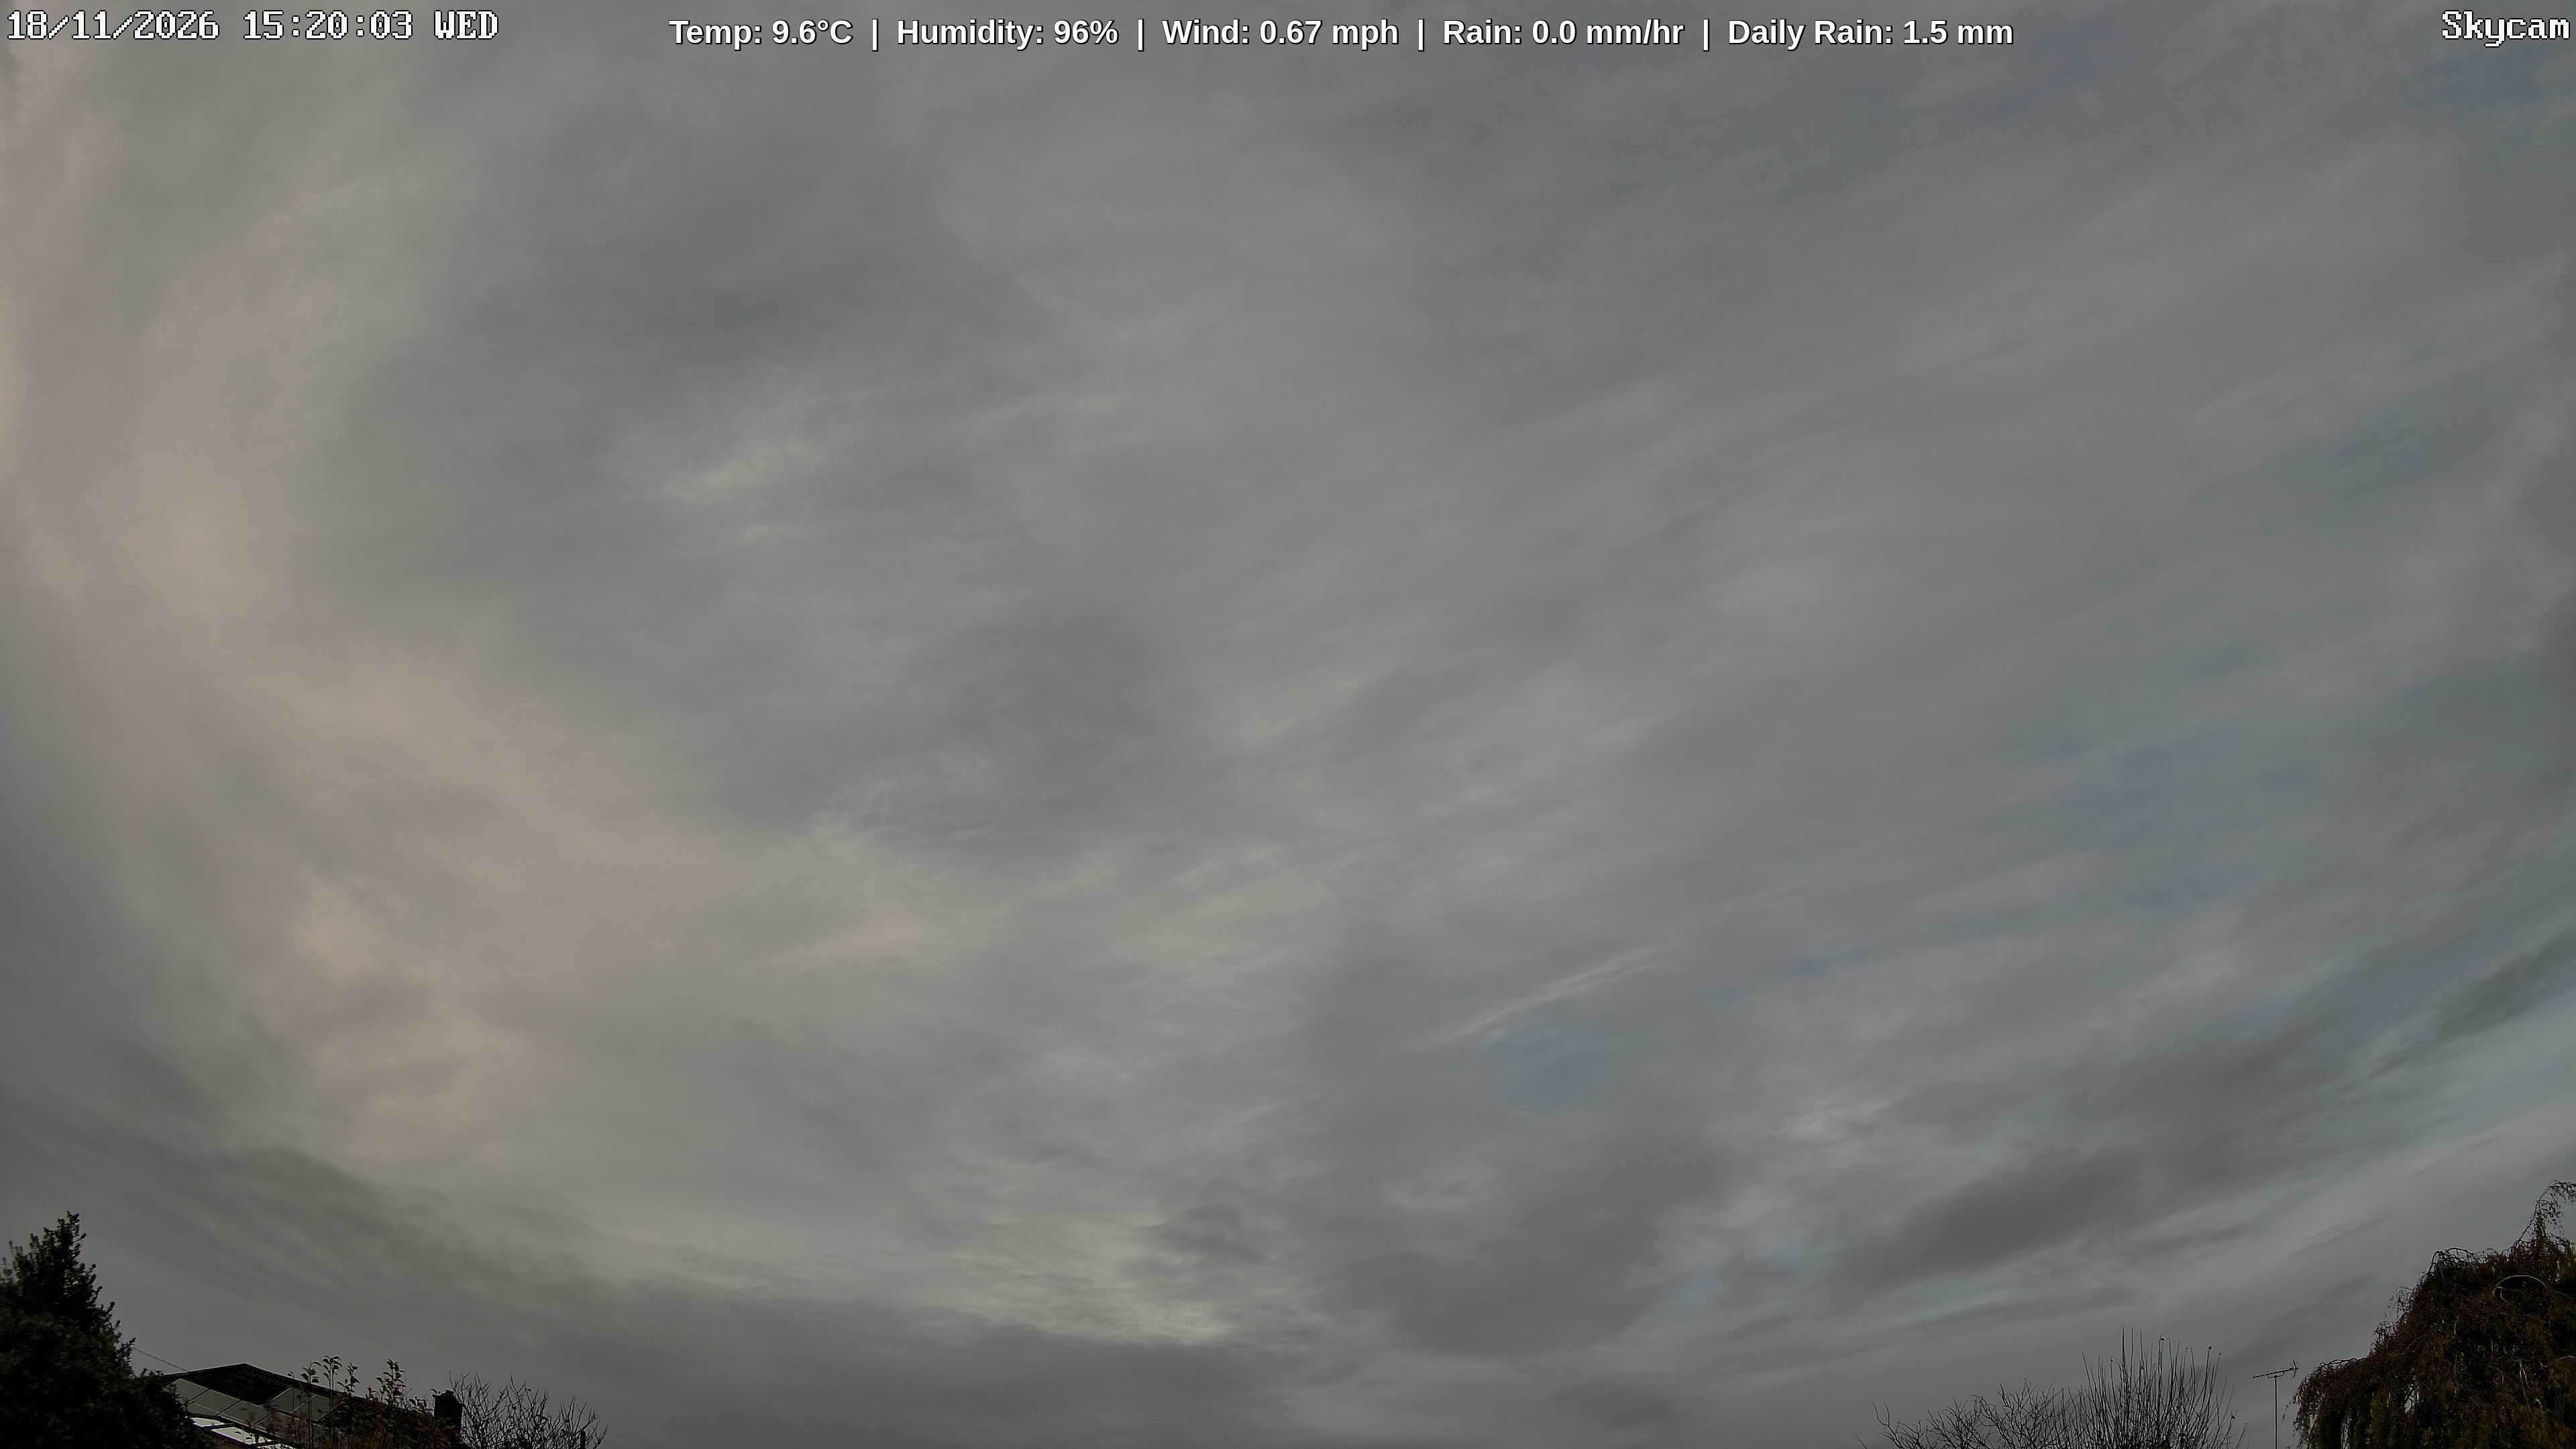 18/11/2026 15:20:03 WED
Temp: 9.6°C | Humidity: 96% | Wind: 0.67 mph | Rain: 0.0 mm/hr | Daily Rain: 1.5 mm
Skycam